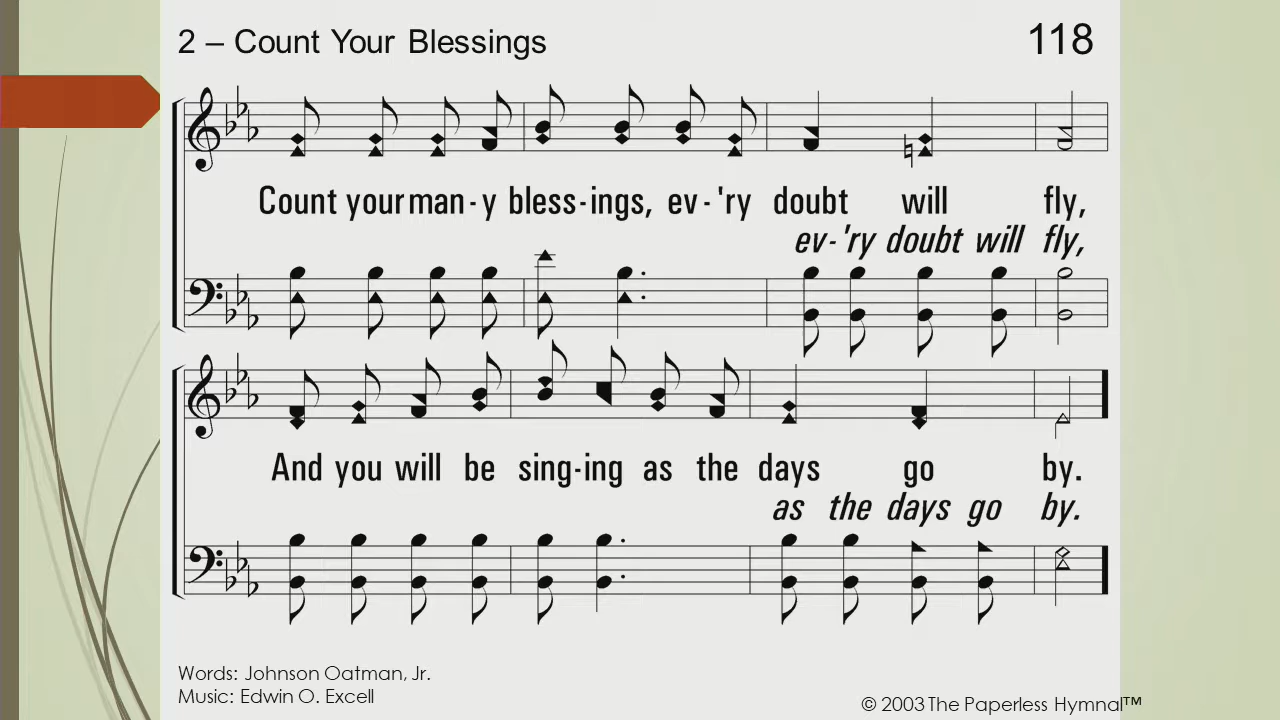 2 – Count Your Blessings
118
Count your man - y bless - ings, ev - 'ry doubt will fly,
ev - 'ry doubt will fly,
And you will be sing - ing as the days go by.
as the days go by.
Words: Johnson Oatman, Jr.
Music: Edwin O. Excell
© 2003 The Paperless Hymnal™